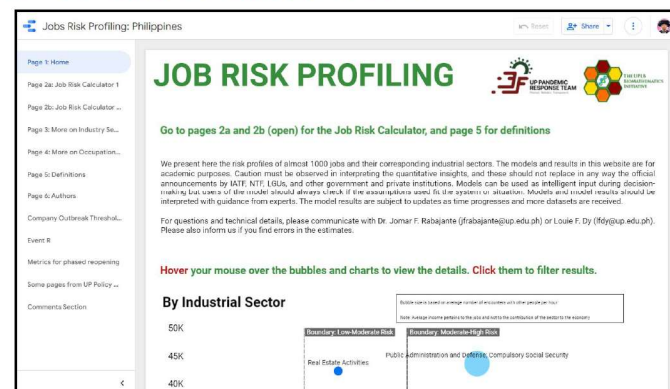 Jobs Risk Profiling: Philippines
Reset
Share
Page 1: Home
Page 2a: Job Risk Calculator 1
Page 2b: Job Risk Calculator ...
Page 3: More on Industry Se...
Page 4: More on Occupation...
Page 5: Definitions
Page 6: Authors
Company Outbreak Threshol...
Event R
Metrics for phased reopening
Some pages from UP Policy ...
Comments Section
JOB RISK PROFILING
UP PANDEMIC
RESPONSE TEAM
THE UPLB
BIOMATHEMATICS
INITIATIVE
Go to pages 2a and 2b (open) for the Job Risk Calculator, and page 5 for definitions
We present here the risk profiles of almost 1000 jobs and their corresponding industrial sectors. The models and results in this website are for
academic purposes. Caution must be observed in interpreting the quantitative insights, and these should not replace in any way the official
announcements by IATF, NTF, LGUs, and other government and private institutions. Models can be used as intelligent input during decision-
making but users of the model should always check if the assumptions used fit the system or situation. Models and model results should be
interpreted with guidance from experts. The model results are subject to updates as time progresses and more datasets are received.
For questions and technical details, please communicate with Dr. Jomar F. Rabajante (jfrabajante@up.edu.ph) or Louie F. Dy (lfdy@up.edu.ph).
Please also inform us if you find errors in the estimates.
Hover your mouse over the bubbles and charts to view the details. Click them to filter results.
By Industrial Sector
Bubble size is based on average number of encounters with other people per hour
Note: Average income pertains to the jobs and not to the contribution of the sector to the economy
50K
Boundary: Low-Moderate Risk
Boundary: Moderate-High Risk
45K
Real Estate Activities
Public Administration and Defense; Compulsory Social Security
40K